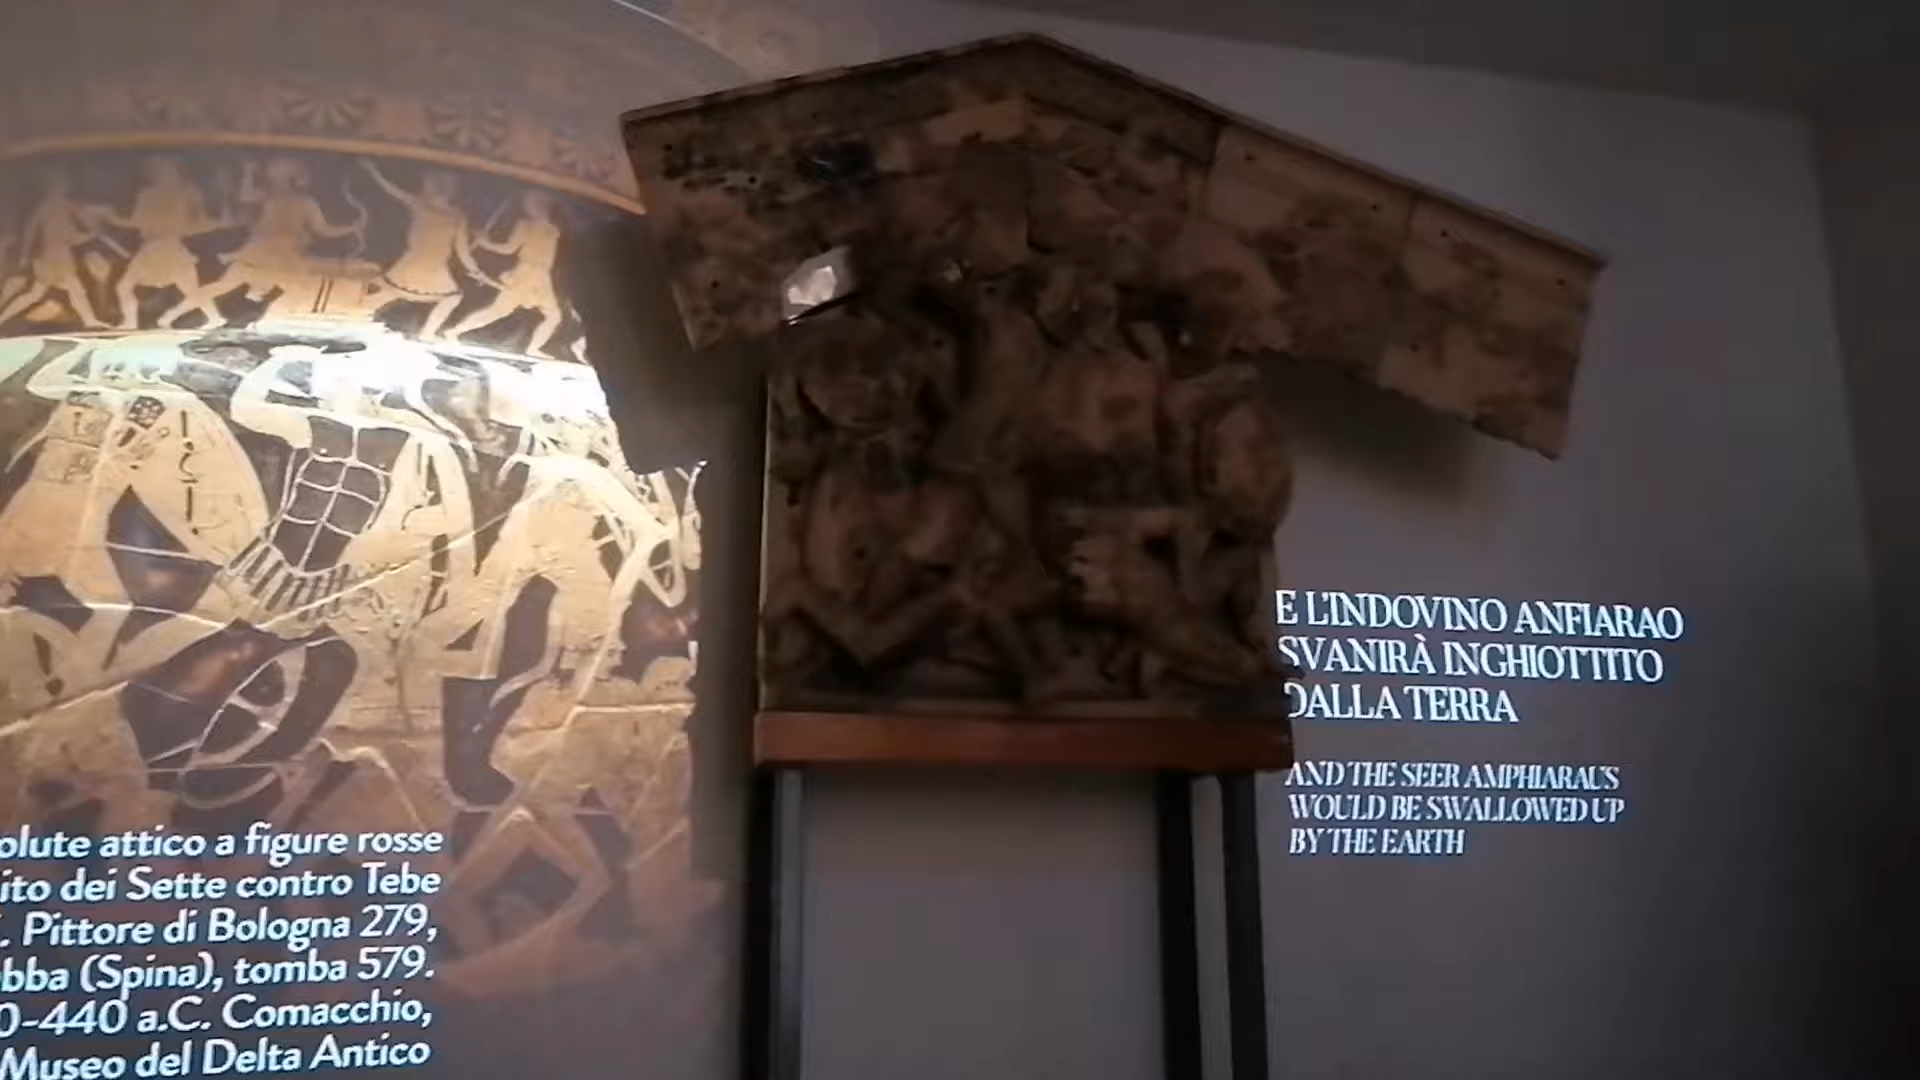 olute attico a figure rosse
ito dei Sette contro Tebe
. Pittore di Bologna 279,
bba (Spina), tomba 579.
0-440 a.C. Comacchio,
Museo del Delta Antico
E L'INDOVINO ANFIARAO
SVANIRÀ INGHIOTTITO
DALLA TERRA
AND THE SEER AMPHIARAUS
WOULD BE SWALLOWED UP
BY THE EARTH